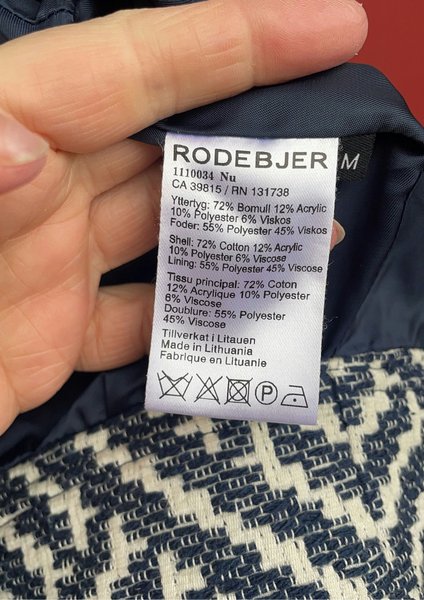 RODEBJER
M
1110034 Nu
CA 39815 / RN 131738
Yttertyg: 72% Bomull 12% Acrylic
10% Polyester 6% Viskos
Foder: 55% Polyester 45% Viskos
Shell: 72% Cotton 12% Acrylic
10% Polyester 6% Viscose
Lining: 55% Polyester 45% Viscose
Tissu principal: 72% Coton
12% Acrylique 10% Polyester
6% Viscose
Doublure: 55% Polyester
45% Viscose
Tillverkat i Litauen
Made in Lithuania
Fabrique en Lituanie
P